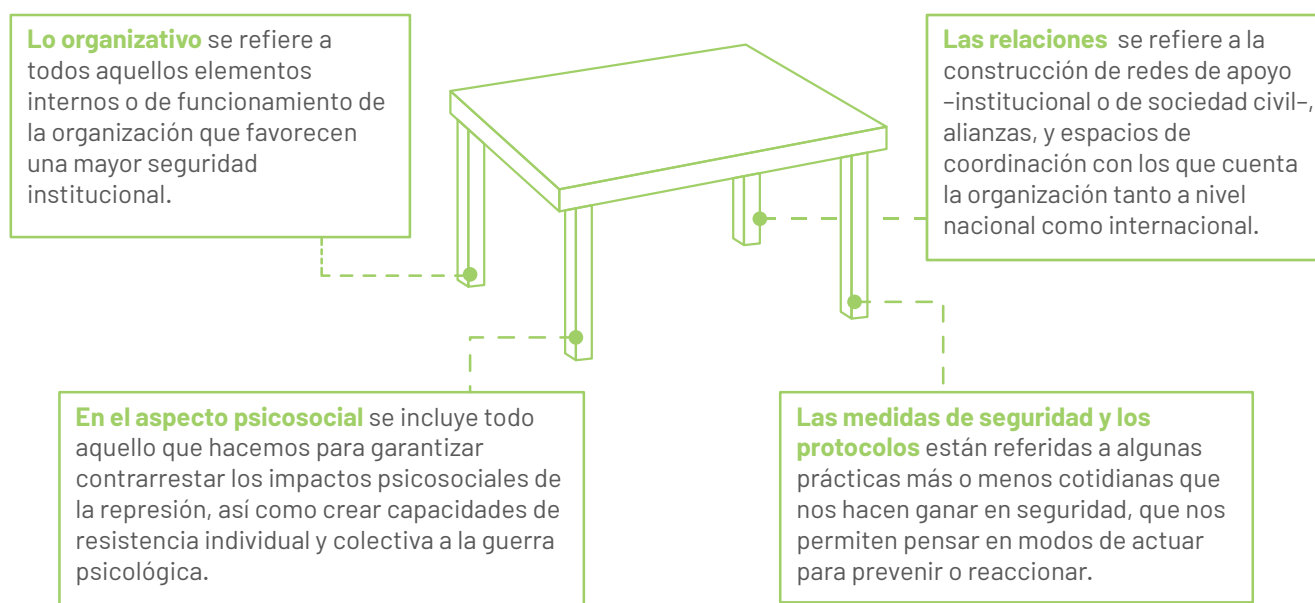 Lo organizativo se refiere a
todos aquellos elementos
internos o de funcionamiento de
la organización que favorecen
una mayor seguridad
institucional.
Las relaciones se refiere a la
construcción de redes de apoyo
–institucional o de sociedad civil–,
alianzas, y espacios de
coordinación con los que cuenta
la organización tanto a nivel
nacional como internacional.
En el aspecto psicosocial se incluye todo
aquello que hacemos para garantizar
contrarrestar los impactos psicosociales de
la represión, así como crear capacidades de
resistencia individual y colectiva a la guerra
psicológica.
Las medidas de seguridad y los
protocolos están referidas a algunas
prácticas más o menos cotidianas que
nos hacen ganar en seguridad, que nos
permiten pensar en modos de actuar
para prevenir o reaccionar.